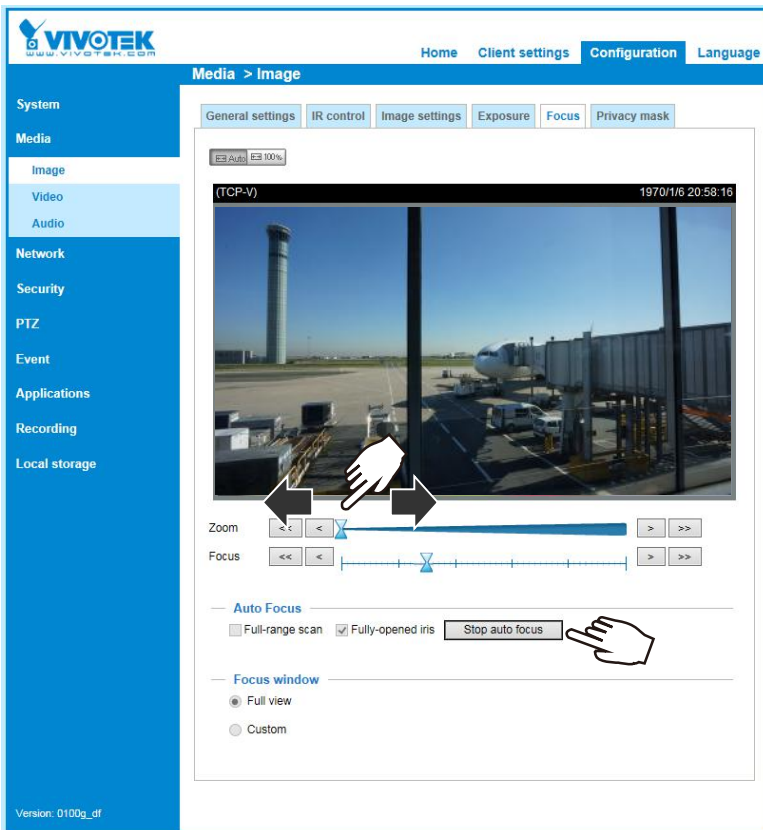 VIVOTEK
www.vivotek.com
Home Client settings Configuration Language
Media > Image
System
Media
Image
Video
Audio
Network
Security
PTZ
Event
Applications
Recording
Local storage
Version: 0100g_df
General settings IR control Image settings Exposure Focus Privacy mask
Auto 100%
(TCP-V) 1970/1/6 20:58:16
Zoom << < > >>
Focus << < > >>
Auto Focus
Full-range scan Fully-opened iris Stop auto focus
Focus window
Full view
Custom